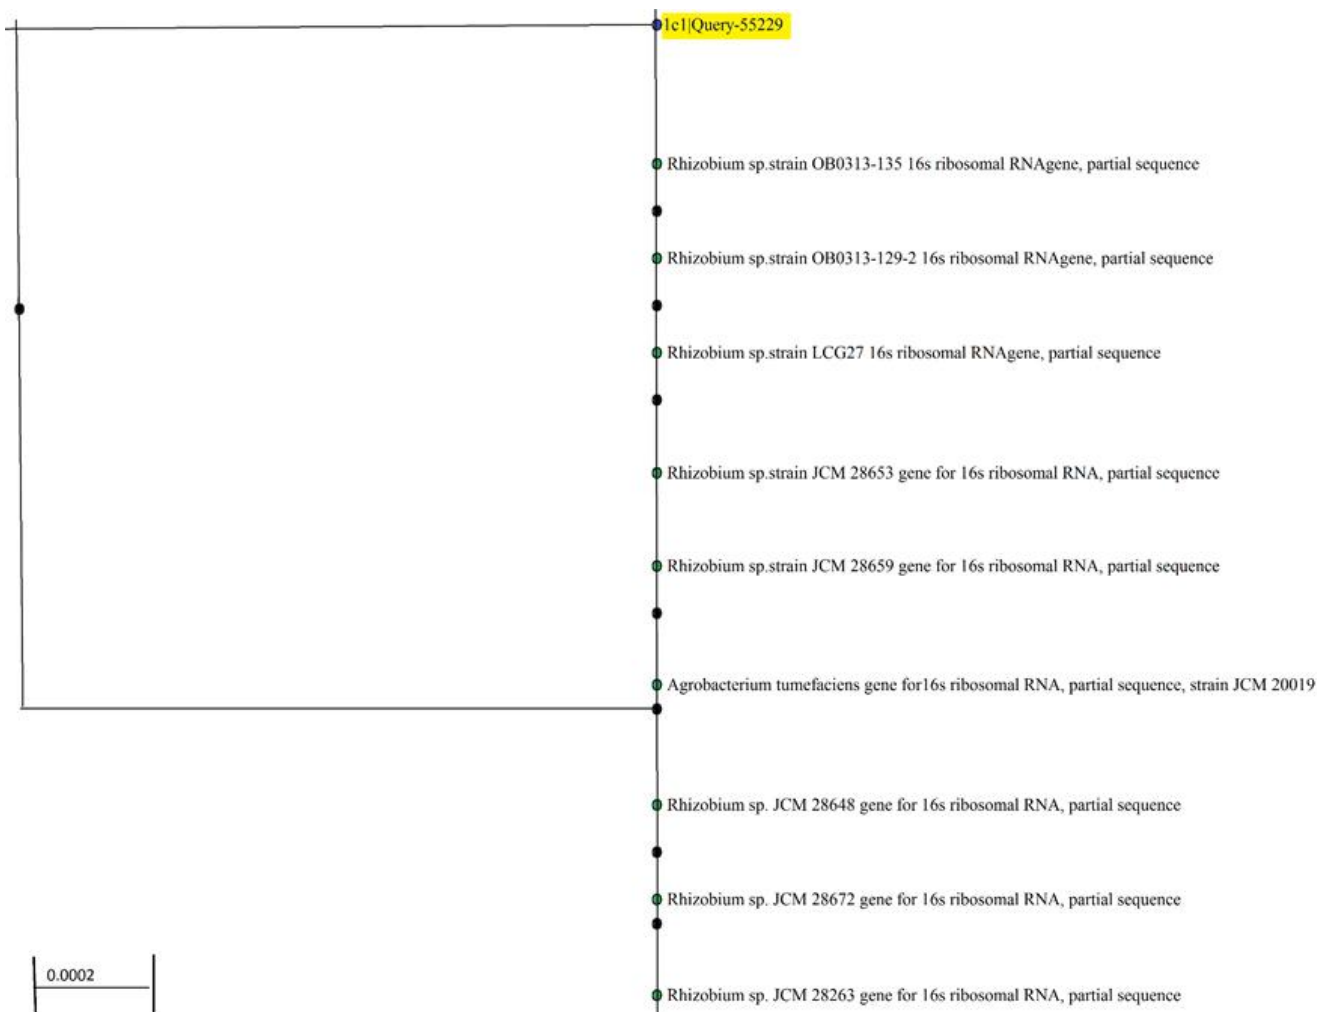 1c1|Query-55229
Rhizobium sp.strain OB0313-135 16s ribosomal RNAgene, partial sequence
Rhizobium sp.strain OB0313-129-2 16s ribosomal RNAgene, partial sequence
Rhizobium sp.strain LCG27 16s ribosomal RNAgene, partial sequence
Rhizobium sp.strain JCM 28653 gene for 16s ribosomal RNA, partial sequence
Rhizobium sp.strain JCM 28659 gene for 16s ribosomal RNA, partial sequence
Agrobacterium tumefaciens gene for16s ribosomal RNA, partial sequence, strain JCM 20019
Rhizobium sp. JCM 28648 gene for 16s ribosomal RNA, partial sequence
Rhizobium sp. JCM 28672 gene for 16s ribosomal RNA, partial sequence
0.0002
Rhizobium sp. JCM 28263 gene for 16s ribosomal RNA, partial sequence